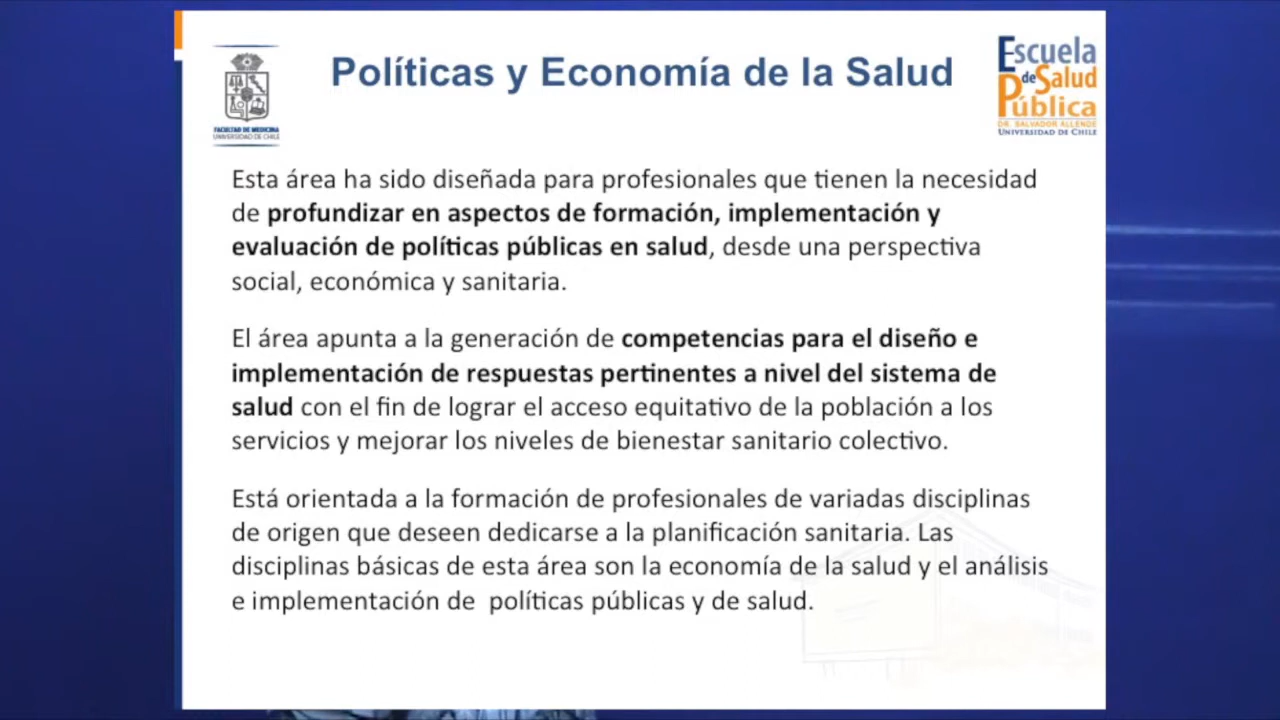 Políticas y Economía de la Salud
FACULTAD DE MEDICINA
UNIVERSIDAD DE CHILE
Escuela
de Salud
Pública
DR. SALVADOR ALLENDE
UNIVERSIDAD DE CHILE
Esta área ha sido diseñada para profesionales que tienen la necesidad
de profundizar en aspectos de formación, implementación y
evaluación de políticas públicas en salud, desde una perspectiva
social, económica y sanitaria.
El área apunta a la generación de competencias para el diseño e
implementación de respuestas pertinentes a nivel del sistema de
salud con el fin de lograr el acceso equitativo de la población a los
servicios y mejorar los niveles de bienestar sanitario colectivo.
Está orientada a la formación de profesionales de variadas disciplinas
de origen que deseen dedicarse a la planificación sanitaria. Las
disciplinas básicas de esta área son la economía de la salud y el análisis
e implementación de  políticas públicas y de salud.